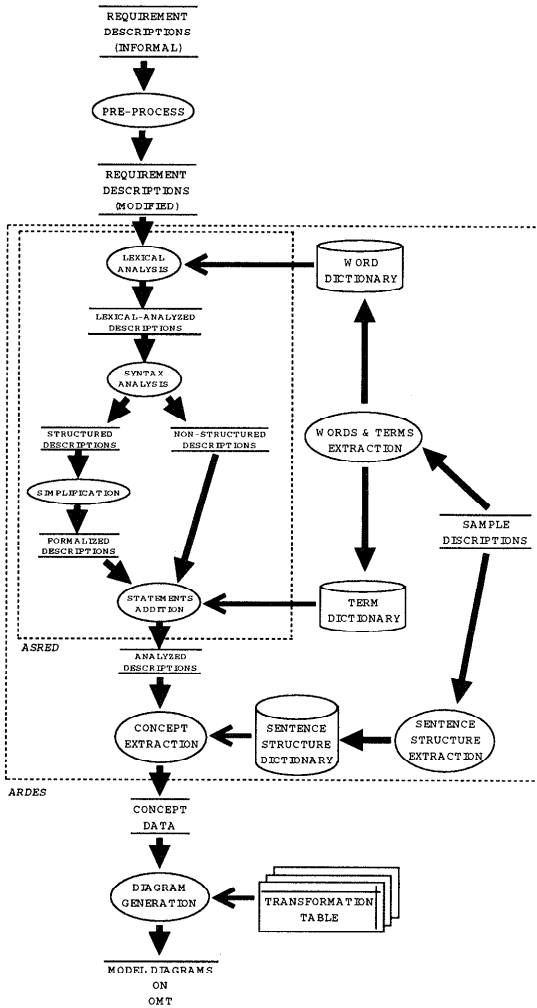 REQUIREMENT
DESCRIPTIONS
(INFORMAL)
PRE-PROCESS
REQUIREMENT
DESCRIPTIONS
(MODIFIED)
LEXICAL
ANALYSIS
WORD
DICTIONARY
LEXICAL-ANALYZED
DESCRIPTIONS
SYNTAX
ANALYSIS
STRUCTURED
DESCRIPTIONS
NON-STRUCTURED
DESCRIPTIONS
WORDS & TERMS
EXTRACTION
SIMPLIFICATION
SAMPLE
DISCRIPTIONS
FORMALIZED
DESCRIPTIONS
STATEMENTS
ADDITION
TERM
DICTIONARY
ASRED
ANALYZED
DESCRIPTIONS
CONCEPT
EXTRACTION
SENTENCE
STRUCTURE
DICTIONARY
SENTENCE
STRUCTURE
EXTRACTION
ARDES
CONCEPT
DATA
DIAGRAM
GENERATION
TRANSFORMATION
TABLE
MODEL DIAGRAMS
ON
OMT